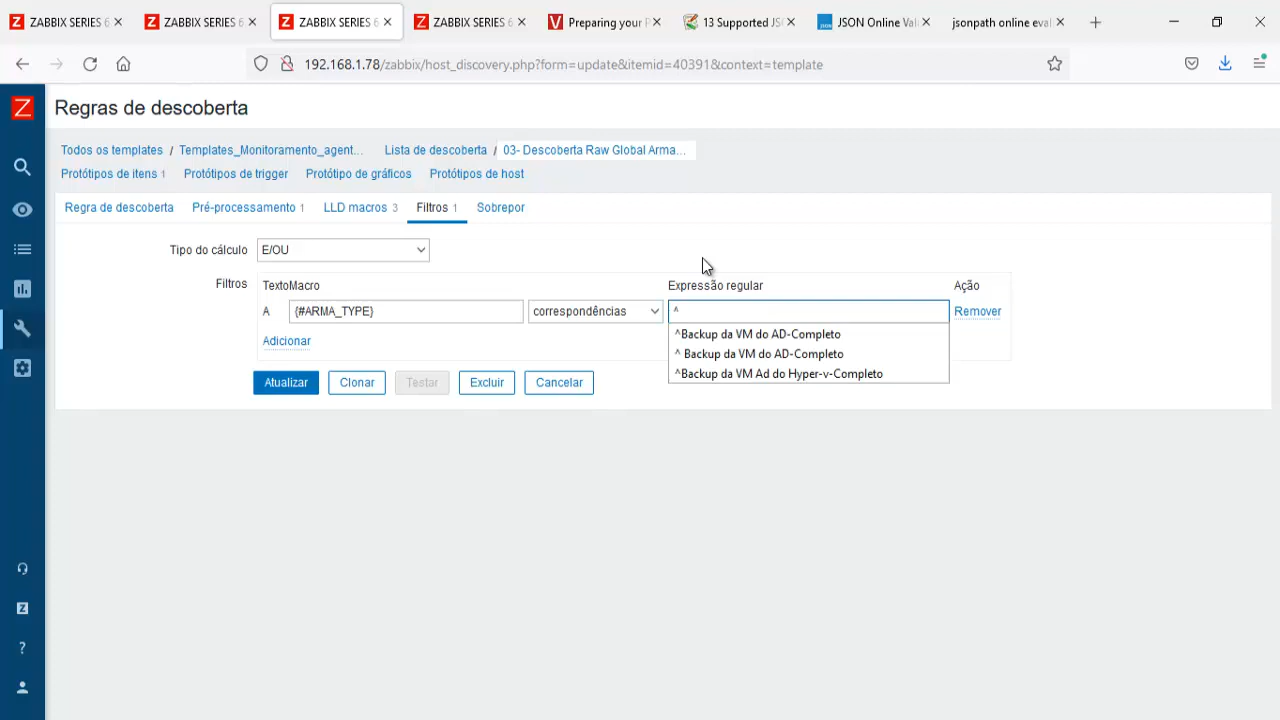 ZABBIX SERIES 6
ZABBIX SERIES 6
ZABBIX SERIES 6
ZABBIX SERIES 6
Preparing your P
13 Supported JS
JSON Online Vali
jsonpath online eval
192.168.1.78/zabbix/host_discovery.php?form=update&itemid=40391&context=template
Z
Regras de descoberta
Todos os templates / Templates_Monitoramento_agent... Lista de descoberta / 03- Descoberta Raw Global Arma...
Protótipos de itens 1 Protótipos de trigger Protótipo de gráficos Protótipos de host
Regra de descoberta Pré-processamento 1 LLD macros 3 Filtros 1 Sobrepor
Tipo do cálculo E/OU
Filtros TextoMacro Expressão regular Ação
A {#ARMA_TYPE} correspondências ^ Remover
Adicionar
^Backup da VM do AD-Completo
^ Backup da VM do AD-Completo
^Backup da VM Ad do Hyper-v-Completo
Atualizar Clonar Testar Excluir Cancelar
Z
?